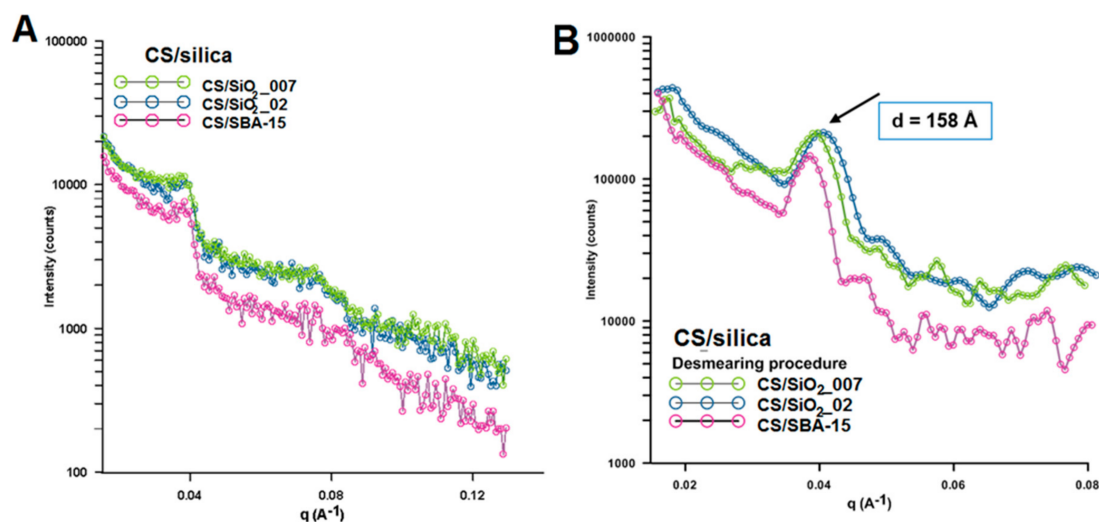 A
CS/silica
CS/SiO₂_007
CS/SiO₂_02
CS/SBA-15
100000
10000
1000
100
Intensity (counts)
0.04
0.08
0.12
q (A⁻¹)
B
d = 158 Å
1000000
100000
10000
1000
Intensity (counts)
CS/silica
Desmearing procedure
CS/SiO₂_007
CS/SiO₂_02
CS/SBA-15
0.02
0.04
0.06
0.08
q (A⁻¹)